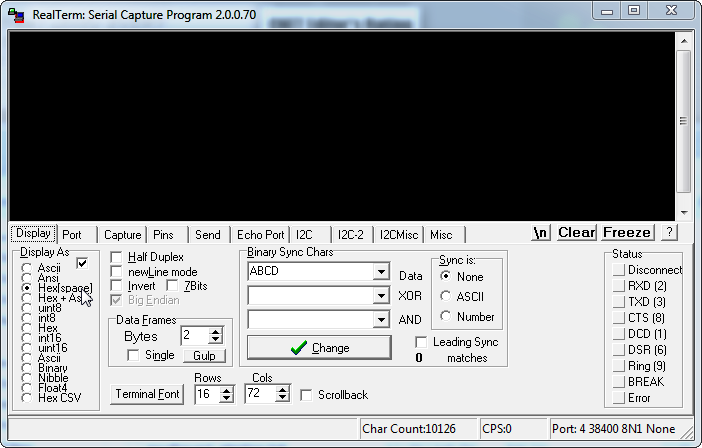 RealTerm: Serial Capture Program 2.0.0.70
Display Port Capture Pins Send Echo Port I2C I2C-2 I2CMisc Misc \n Clear Freeze ?
Display As
Ascii
Ansi
Hex[space]
Hex + As
uint8
int8
Hex
int16
uint16
Ascii
Binary
Nibble
Float4
Hex CSV
Half Duplex
newLine mode
Invert 7Bits
Big Endian
Data Frames
Bytes 2
Single Gulp
Terminal Font
Rows
16
Cols
72
Scrollback
Binary Sync Chars
ABCD Data
XOR
AND
Change
Sync is:
None
ASCII
Number
Leading Sync
0 matches
Status
Disconnect
RXD (2)
TXD (3)
CTS (8)
DCD (1)
DSR (6)
Ring (9)
BREAK
Error
Char Count:10126 CPS:0 Port: 4 38400 8N1 None